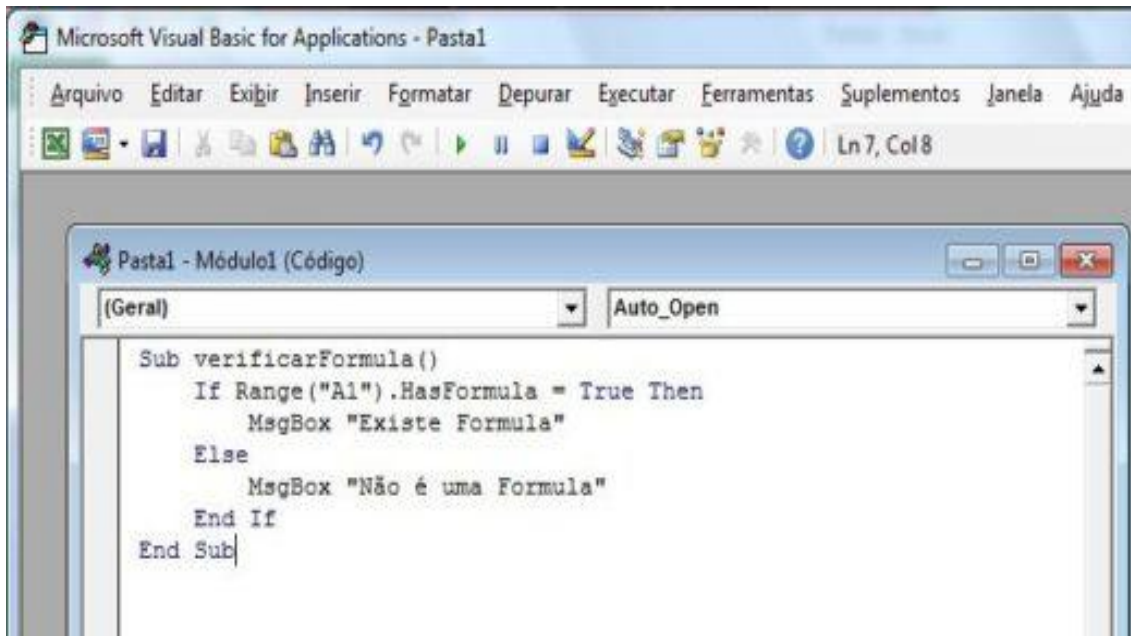 Microsoft Visual Basic for Applications - Pasta1
Arquivo Editar Exibir Inserir Formatar Depurar Executar Ferramentas Suplementos Janela Ajuda
Ln 7, Col 8
Pasta1 - Módulo1 (Código)
(Geral) Auto_Open
Sub verificarFormula()
If Range("A1").HasFormula = True Then
MsgBox "Existe Formula"
Else
MsgBox "Não é uma Formula"
End If
End Sub